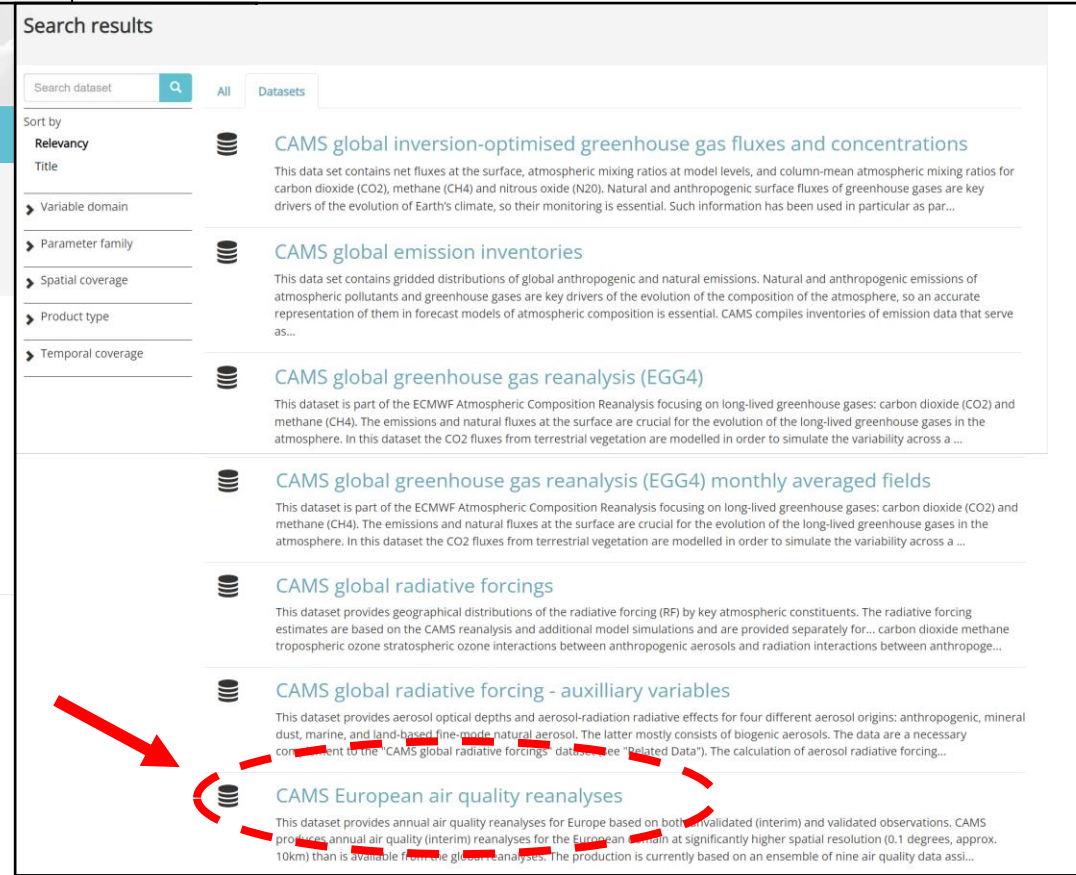 Search results
Search dataset
All
Datasets
Sort by
Relevancy
Title
Variable domain
Parameter family
Spatial coverage
Product type
Temporal coverage
CAMS global inversion-optimised greenhouse gas fluxes and concentrations
This data set contains net fluxes at the surface, atmospheric mixing ratios at model levels, and column-mean atmospheric mixing ratios for
carbon dioxide (CO2), methane (CH4) and nitrous oxide (N20). Natural and anthropogenic surface fluxes of greenhouse gases are key
drivers of the evolution of Earth's climate, so their monitoring is essential. Such information has been used in particular as par...
CAMS global emission inventories
This data set contains gridded distributions of global anthropogenic and natural emissions. Natural and anthropogenic emissions of
atmospheric pollutants and greenhouse gases are key drivers of the evolution of the composition of the atmosphere, so an accurate
representation of them in forecast models of atmospheric composition is essential. CAMS compiles inventories of emission data that serve
as...
CAMS global greenhouse gas reanalysis (EGG4)
This dataset is part of the ECMWF Atmospheric Composition Reanalysis focusing on long-lived greenhouse gases: carbon dioxide (CO2) and
methane (CH4). The emissions and natural fluxes at the surface are crucial for the evolution of the long-lived greenhouse gases in the
atmosphere. In this dataset the CO2 fluxes from terrestrial vegetation are modelled in order to simulate the variability across a ...
CAMS global greenhouse gas reanalysis (EGG4) monthly averaged fields
This dataset is part of the ECMWF Atmospheric Composition Reanalysis focusing on long-lived greenhouse gases: carbon dioxide (CO2) and
methane (CH4). The emissions and natural fluxes at the surface are crucial for the evolution of the long-lived greenhouse gases in the
atmosphere. In this dataset the CO2 fluxes from terrestrial vegetation are modelled in order to simulate the variability across a ...
CAMS global radiative forcings
This dataset provides geographical distributions of the radiative forcing (RF) by key atmospheric constituents. The radiative forcing
estimates are based on the CAMS reanalysis and additional model simulations and are provided separately for... carbon dioxide methane
tropospheric ozone stratospheric ozone interactions between anthropogenic aerosols and radiation interactions between anthropoge...
CAMS global radiative forcing - auxilliary variables
This dataset provides aerosol optical depths and aerosol-radiation radiative effects for four different aerosol origins: anthropogenic, mineral
dust, marine, and land-based fine-mode natural aerosol. The latter mostly consists of biogenic aerosols. The data are a necessary
to the "CAMS global radiative forcings" dataset (see "Related Data"). The calculation of aerosol radiative forcing...
CAMS European air quality reanalyses
This dataset provides annual air quality reanalyses for Europe based on both unvalidated (interim) and validated observations. CAMS
produces annual air quality (interim) reanalyses for the European domain at significantly higher spatial resolution (0.1 degrees, approx.
10km) than is available from the global reanalyses. The production is currently based on an ensemble of nine air quality data assi...